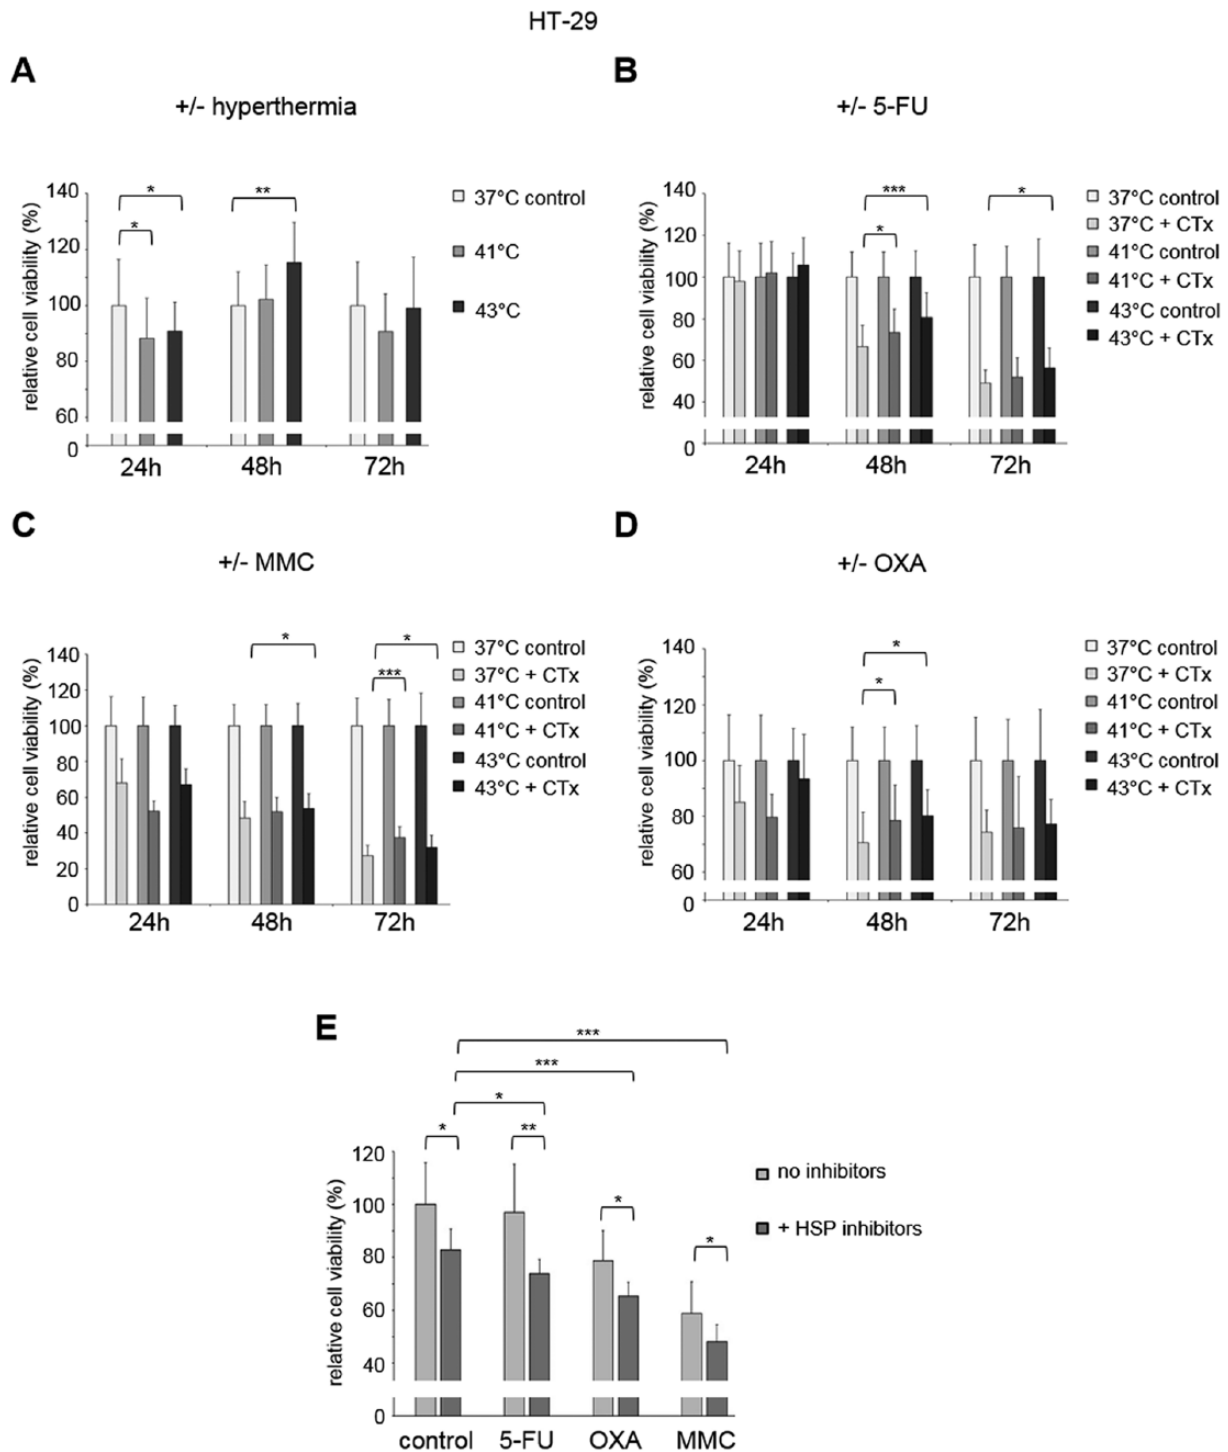 HT-29
A
+/- hyperthermia
relative cell viability (%)
140
120
100
80
60
0
*
*
**
24h
48h
72h
37°C control
41°C
43°C
B
+/- 5-FU
relative cell viability (%)
140
120
100
80
60
40
0
***
*
*
24h
48h
72h
37°C control
37°C + CTx
41°C control
41°C + CTx
43°C control
43°C + CTx
C
+/- MMC
relative cell viability (%)
140
120
100
80
60
40
20
0
*
*
***
24h
48h
72h
37°C control
37°C + CTx
41°C control
41°C + CTx
43°C control
43°C + CTx
D
+/- OXA
relative cell viability (%)
140
120
100
80
60
0
*
*
24h
48h
72h
37°C control
37°C + CTx
41°C control
41°C + CTx
43°C control
43°C + CTx
E
***
***
*
*
**
*
*
relative cell viability (%)
120
100
80
60
40
0
control
5-FU
OXA
MMC
no inhibitors
+ HSP inhibitors